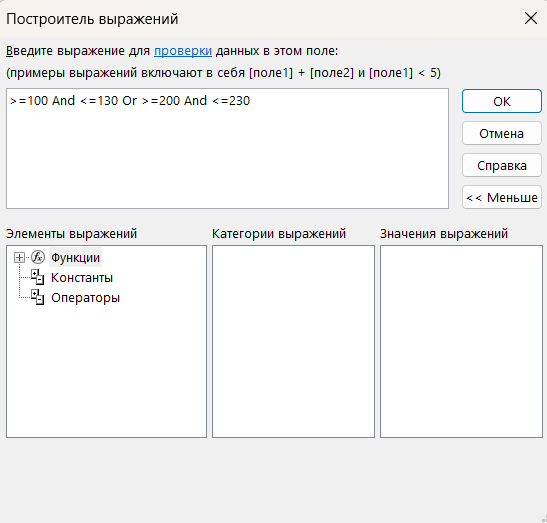 Построитель выражений
Введите выражение для проверки данных в этом поле:
(примеры выражений включают в себя [поле1] + [поле2] и [поле1] < 5)
>=100 And <=130 Or >=200 And <=230
ОК
Отмена
Справка
<< Меньше
Элементы выражений
Категории выражений
Значения выражений
Функции
Константы
Операторы